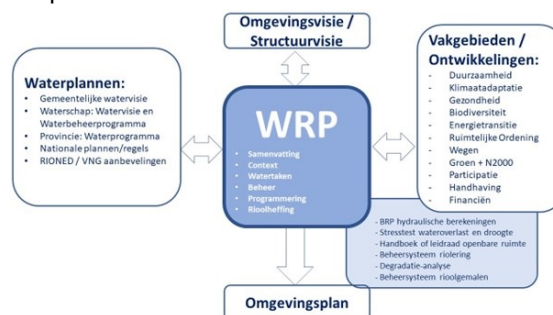 Omgevingsvisie /
Structuurvisie
Waterplannen:
• Gemeentelijke watervisie
• Waterschap: Watervisie en
Waterbeheerprogramma
• Provincie: Waterprogramma
• Nationale plannen/regels
• RIONED / VNG aanbevelingen
WRP
• Samenvatting
• Context
• Watertaken
• Beheer
• Programmering
• Rioolheffing
Vakgebieden /
Ontwikkelingen:
- Duurzaamheid
- Klimaatadaptatie
- Gezondheid
- Biodiversiteit
- Energietransitie
- Ruimtelijke Ordening
- Wegen
- Groen + N2000
- Participatie
- Handhaving
- Financiën
- BRP hydraulische berekeningen
- Stresstest wateroverlast en droogte
- Handboek of leidraad openbare ruimte
- Beheersysteem riolering
- Degradatie-analyse
- Beheersysteem rioolgemalen
Omgevingsplan